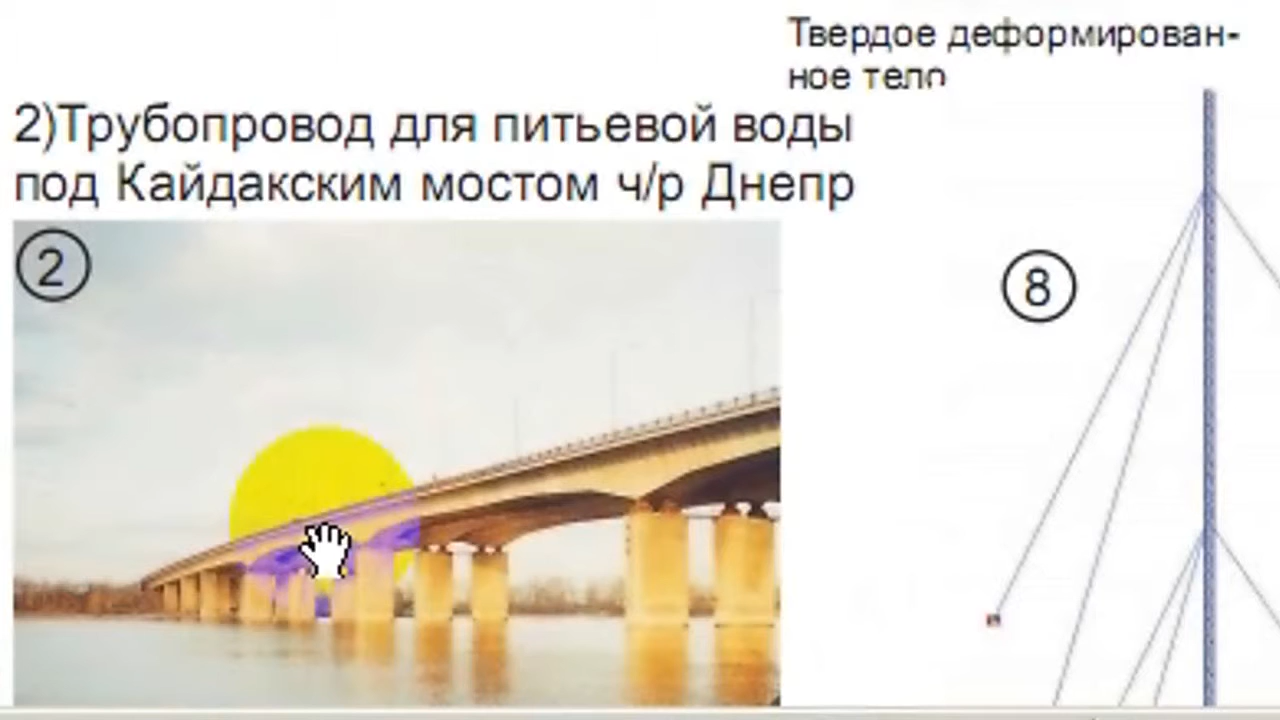 Твердое деформирован-
ное тело
2)Трубопровод для питьевой воды
под Кайдакским мостом ч/р Днепр
2
8